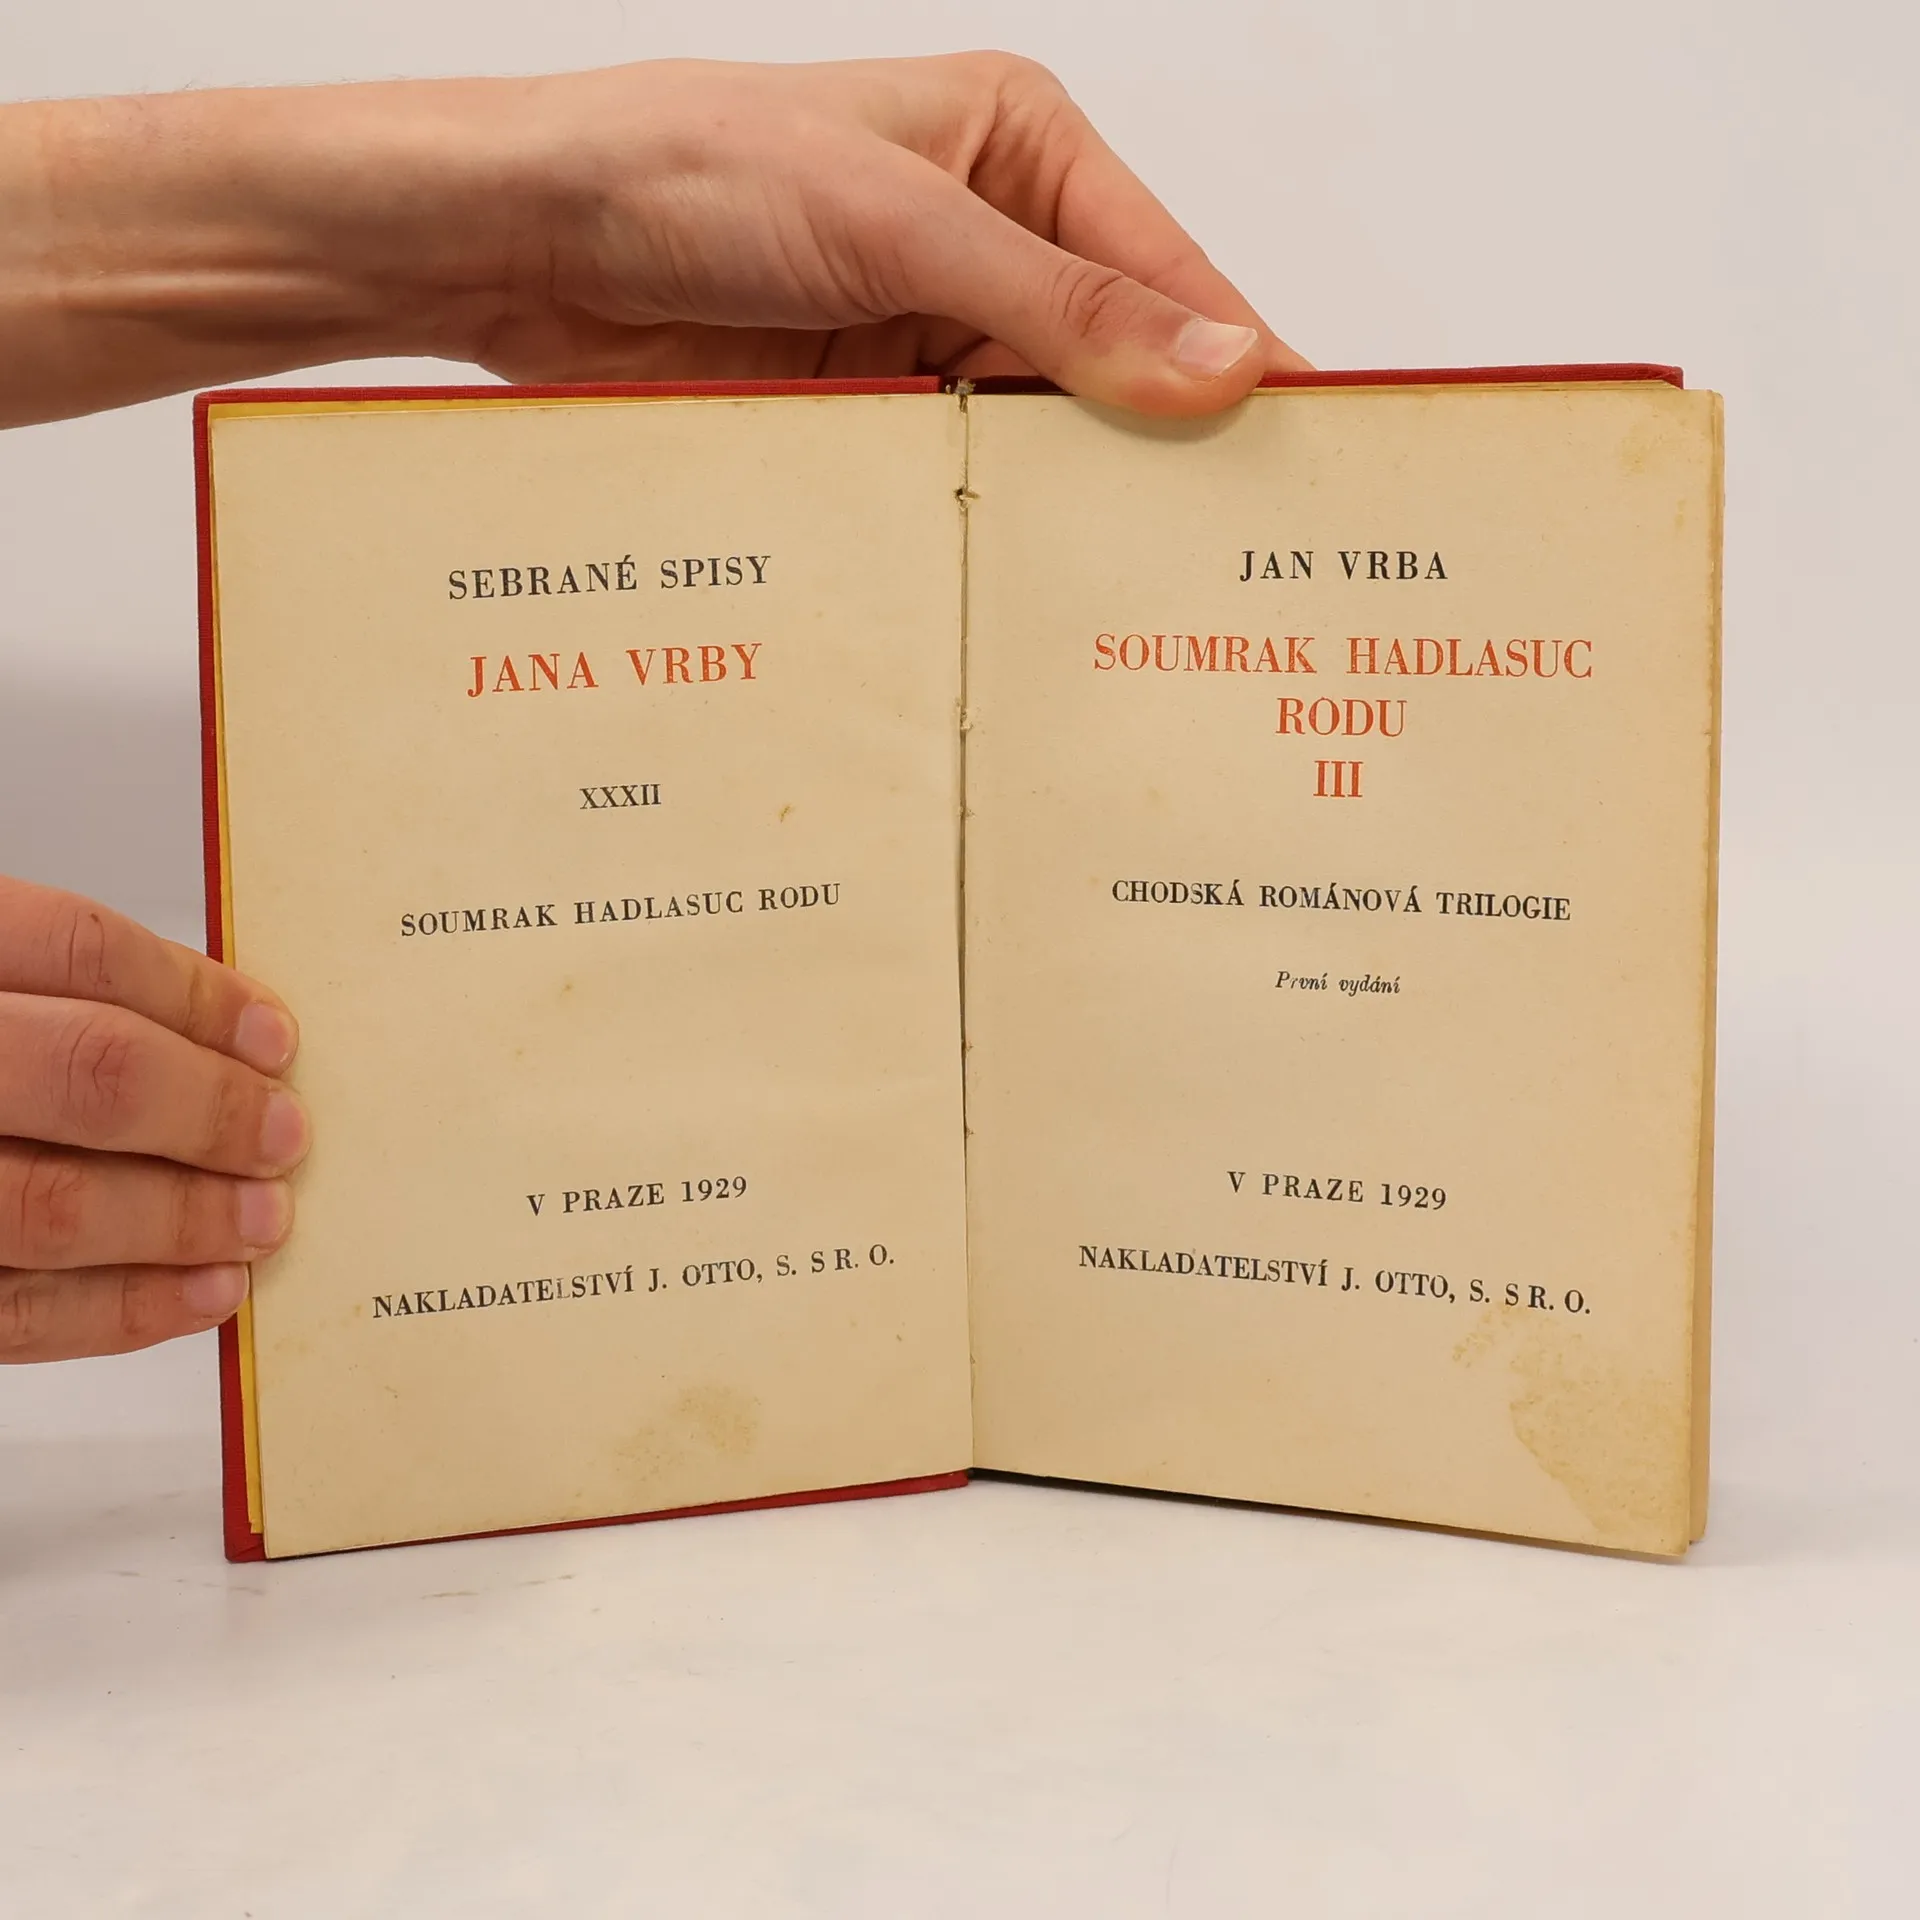 SEBRANÉ SPISY
JANA VRBY
XXXII
SOUMRAK HADLASUC RODU
V PRAZE 1929
NAKLADATELSTVÍ J. OTTO, S. S R. O.
JAN VRBA
SOUMRAK HADLASUC
RODU
III
CHODSKÁ ROMÁNOVÁ TRILOGIE
První vydání
V PRAZE 1929
NAKLADATELSTVÍ J. OTTO, S. S R. O.